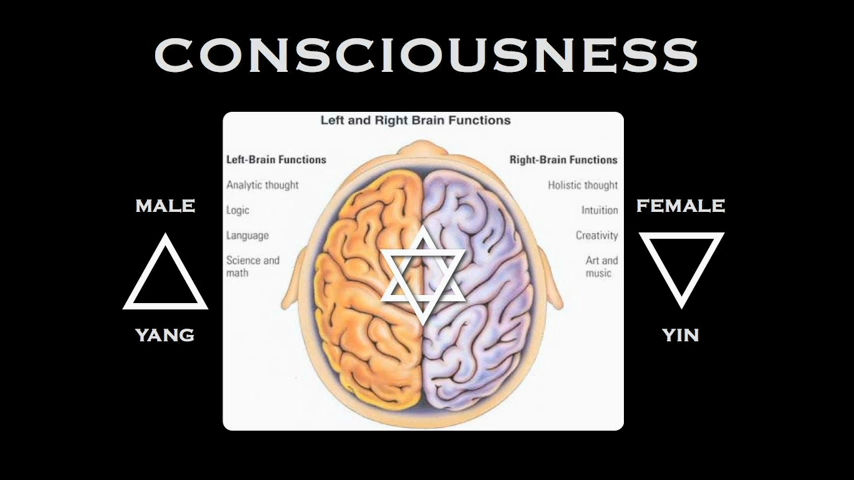 CONSCIOUSNESS
Left and Right Brain Functions
Left-Brain Functions
Analytic thought
Logic
Language
Science and
math
Right-Brain Functions
Holistic thought
Intuition
Creativity
Art and
music
MALE
YANG
FEMALE
YIN